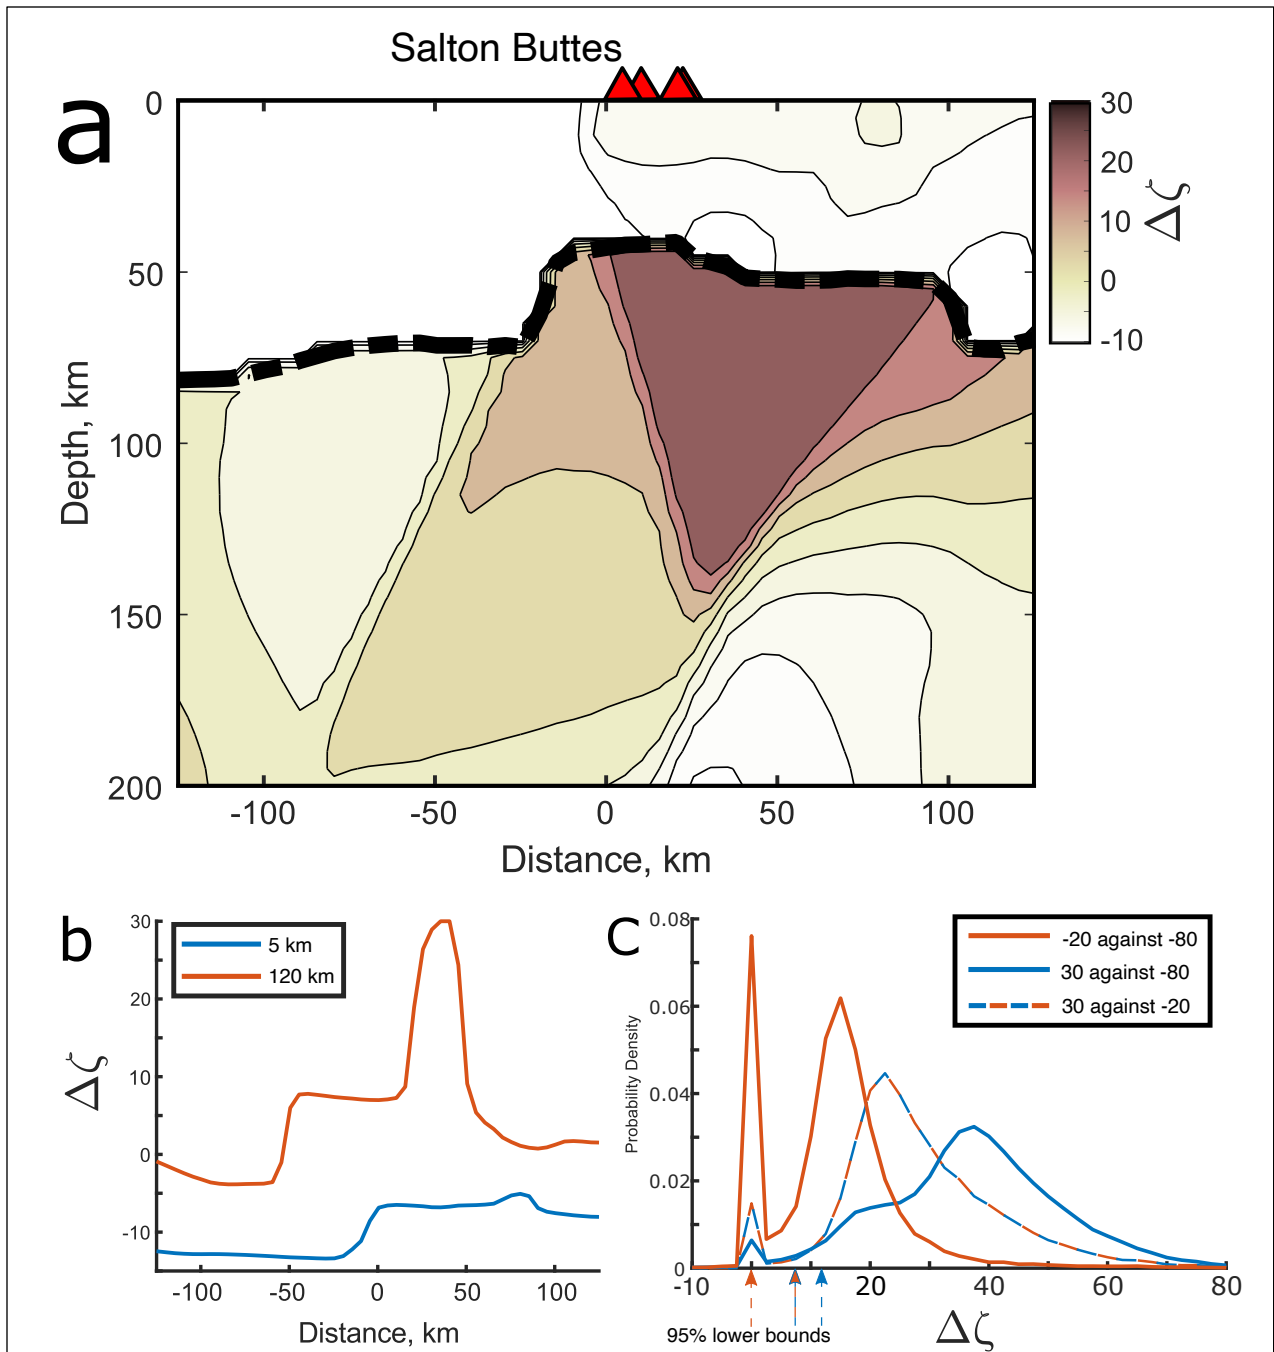 Salton Buttes
a
0
50
100
150
200
Depth, km
-100
-50
0
50
100
Distance, km
30
20
10
0
-10
Δζ
b
5 km
120 km
30
20
10
0
-10
Δζ
-100
-50
0
50
100
Distance, km
C
-20 against -80
30 against -80
30 against -20
0.08
0.06
0.04
0.02
0
Probability Density
-10
20
40
60
80
95% lower bounds
Δζ